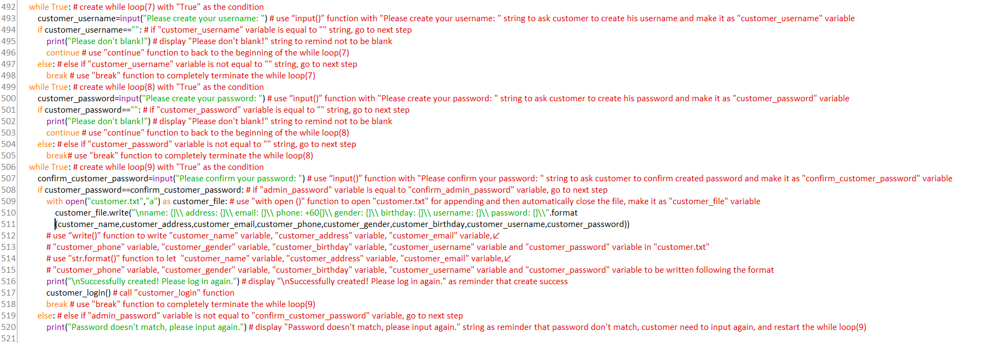 492 while True: # create while loop(7) with "True" as the condition
493 customer_username=input("Please create your username: ") # use “input()” function with "Please create your username: " string to ask customer to create his username and make it as "customer_username" variable
494 if customer_username=="": # if "customer_username" variable is equal to "" string, go to next step
495 print("Please don't blank!") # display "Please don't blank!" string to remind not to be blank
496 continue # use "continue" function to back to the beginning of the while loop(7)
497 else: # else if "customer_username" variable is not equal to "" string, go to next step
498 break # use "break" function to completely terminate the while loop(7)
499 while True: # create while loop(8) with "True" as the condition
500 customer_password=input("Please create your password: ") # use “input()” function with "Please create your password: " string to ask customer to create his password and make it as "customer_password" variable
501 if customer_password=="": # if "customer_password" variable is equal to "" string, go to next step
502 print("Please don't blank!") # display "Please don't blank!" string to remind not to be blank
503 continue # use "continue" function to back to the beginning of the while loop(8)
504 else: # else if "customer_password" variable is not equal to "" string, go to next step
505 break# use "break" function to completely terminate the while loop(8)
506 while True: # create while loop(9) with "True" as the condition
507 confirm_customer_password=input("Please confirm your password: ") # use “input()” function with "Please confirm your password: " string to ask customer to confirm created password and make it as "confirm_customer_password" variable
508 if customer_password==confirm_customer_password: # if "admin_password" variable is equal to "confirm_admin_password" variable, go to next step
509 with open("customer.txt","a") as customer_file: # use "with open ()" function to open "customer.txt" for appending and then automatically close the file, make it as "customer_file" variable
510 customer_file.write("\nname: {}\\ address: {}\\ email: {}\\ phone: +60{}\\ gender: {}\\ birthday: {}\\ username: {}\\ password: {}\\".format
511 (customer_name,customer_address,customer_email,customer_phone,customer_gender,customer_birthday,customer_username,customer_password))
512 # use “write()” function to write "customer_name" variable, "customer_address" variable, "customer_email" variable,↙
513 # "customer_phone" variable, "customer_gender" variable, "customer_birthday" variable, "customer_username" variable and "customer_password" variable in "customer.txt"
514 # use "str.format()" function to let  "customer_name" variable, "customer_address" variable, "customer_email" variable,↙
515 # "customer_phone" variable, "customer_gender" variable, "customer_birthday" variable, "customer_username" variable and "customer_password" variable to be written following the format
516 print("\nSuccessfully created! Please log in again.") # display "\nSuccessfully created! Please log in again." as reminder that create success
517 customer_login() # call "customer_login" function
518 break # use "break" function to completely terminate the while loop(9)
519 else: # else if "admin_password" variable is not equal to "confirm_customer_password" variable, go to next step
520 print("Password doesn't match, please input again.") # display "Password doesn't match, please input again." string as reminder that password don't match, customer need to input again, and restart the while loop(9)
521